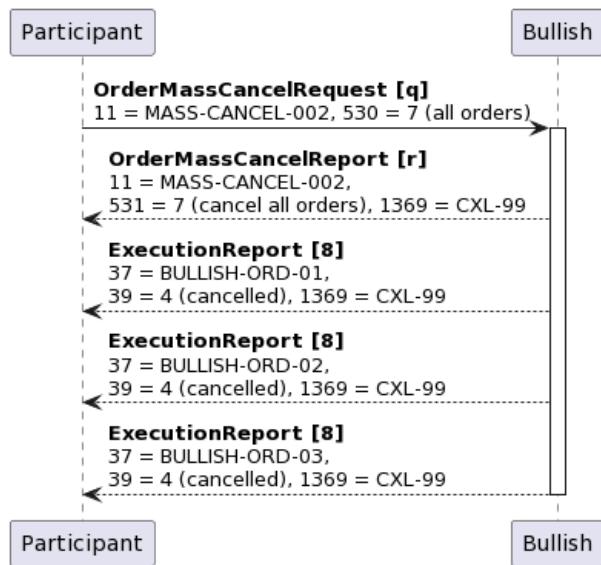 Participant
Bullish
OrderMassCancelRequest [q]
11 = MASS-CANCEL-002, 530 = 7 (all orders)
OrderMassCancelReport [r]
11 = MASS-CANCEL-002,
531 = 7 (cancel all orders), 1369 = CXL-99
ExecutionReport [8]
37 = BULLISH-ORD-01,
39 = 4 (cancelled), 1369 = CXL-99
ExecutionReport [8]
37 = BULLISH-ORD-02,
39 = 4 (cancelled), 1369 = CXL-99
ExecutionReport [8]
37 = BULLISH-ORD-03,
39 = 4 (cancelled), 1369 = CXL-99
Participant
Bullish